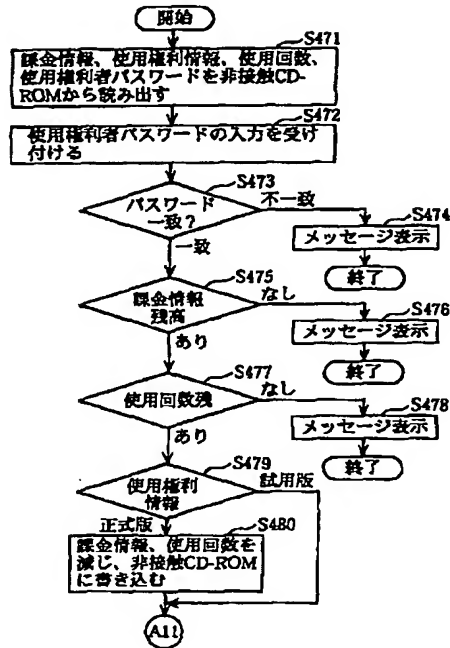 開始
S471
課金情報、使用権利情報、使用回数、
使用権利者パスワードを非接触CD-
ROMから読み出す
S472
使用権利者パスワードの入力を受け
付ける
S473
パスワード
一致?
不一致
一致
S474
メッセージ表示
終了
S475
課金情報
残高
なし
あり
S476
メッセージ表示
終了
S477
使用回数残
なし
あり
S478
メッセージ表示
終了
S479
使用権利
情報
試用版
正式版
S480
課金情報、使用回数を
減じ、非接触CD-ROM
に書き込む
A11